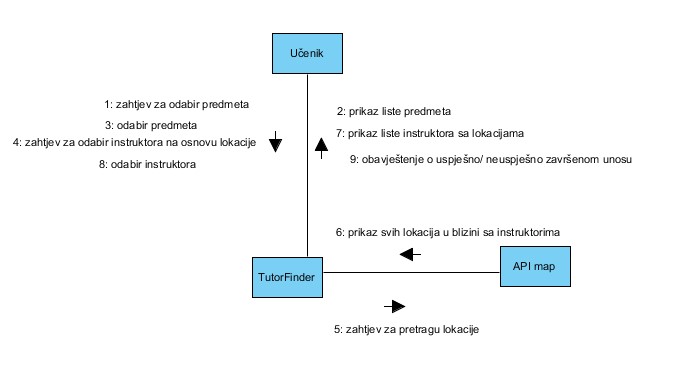 Učenik
1: zahtjev za odabir predmeta
3: odabir predmeta
4: zahtjev za odabir instruktora na osnovu lokacije
8: odabir instruktora
2: prikaz liste predmeta
7: prikaz liste instruktora sa lokacijama
9: obavještenje o uspješno/ neuspješno završenom unosu
6: prikaz svih lokacija u blizini sa instruktorima
TutorFinder
API map
5: zahtjev za pretragu lokacije